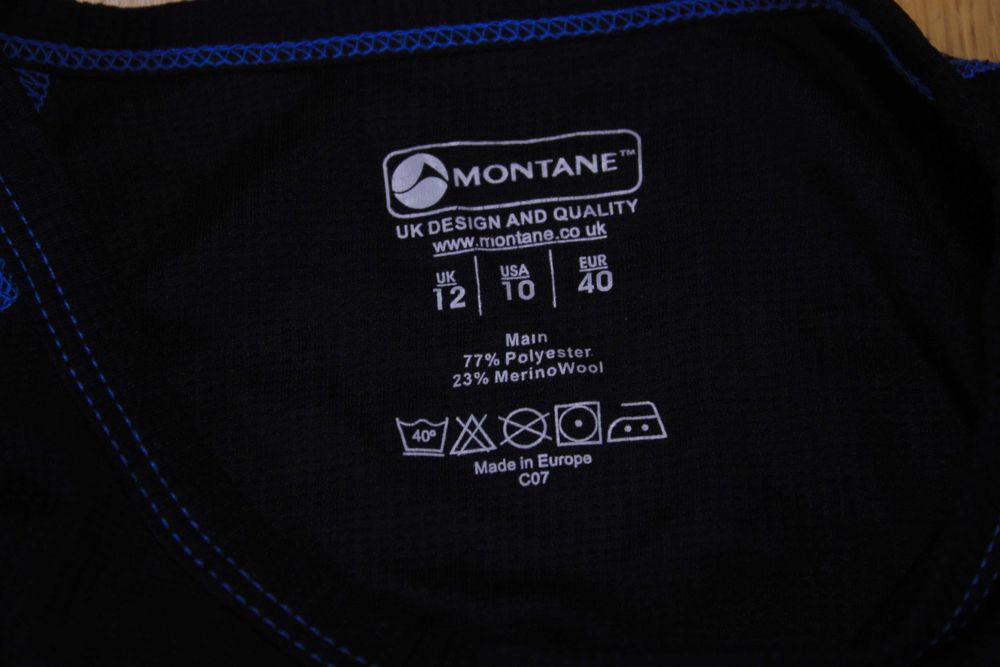 MONTANE™
UK DESIGN AND QUALITY
www.montane.co.uk
UK USA EUR
12 10 40
Main
77% Polyester
23% MerinoWool
40°
Made in Europe
C07